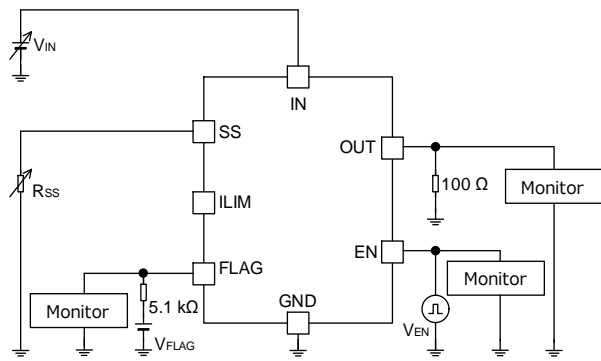 VIN
IN
SS
OUT
RSS
100 Ω
Monitor
ILIM
EN
FLAG
Monitor
5.1 kΩ
GND
Monitor
VEN
VFLAG